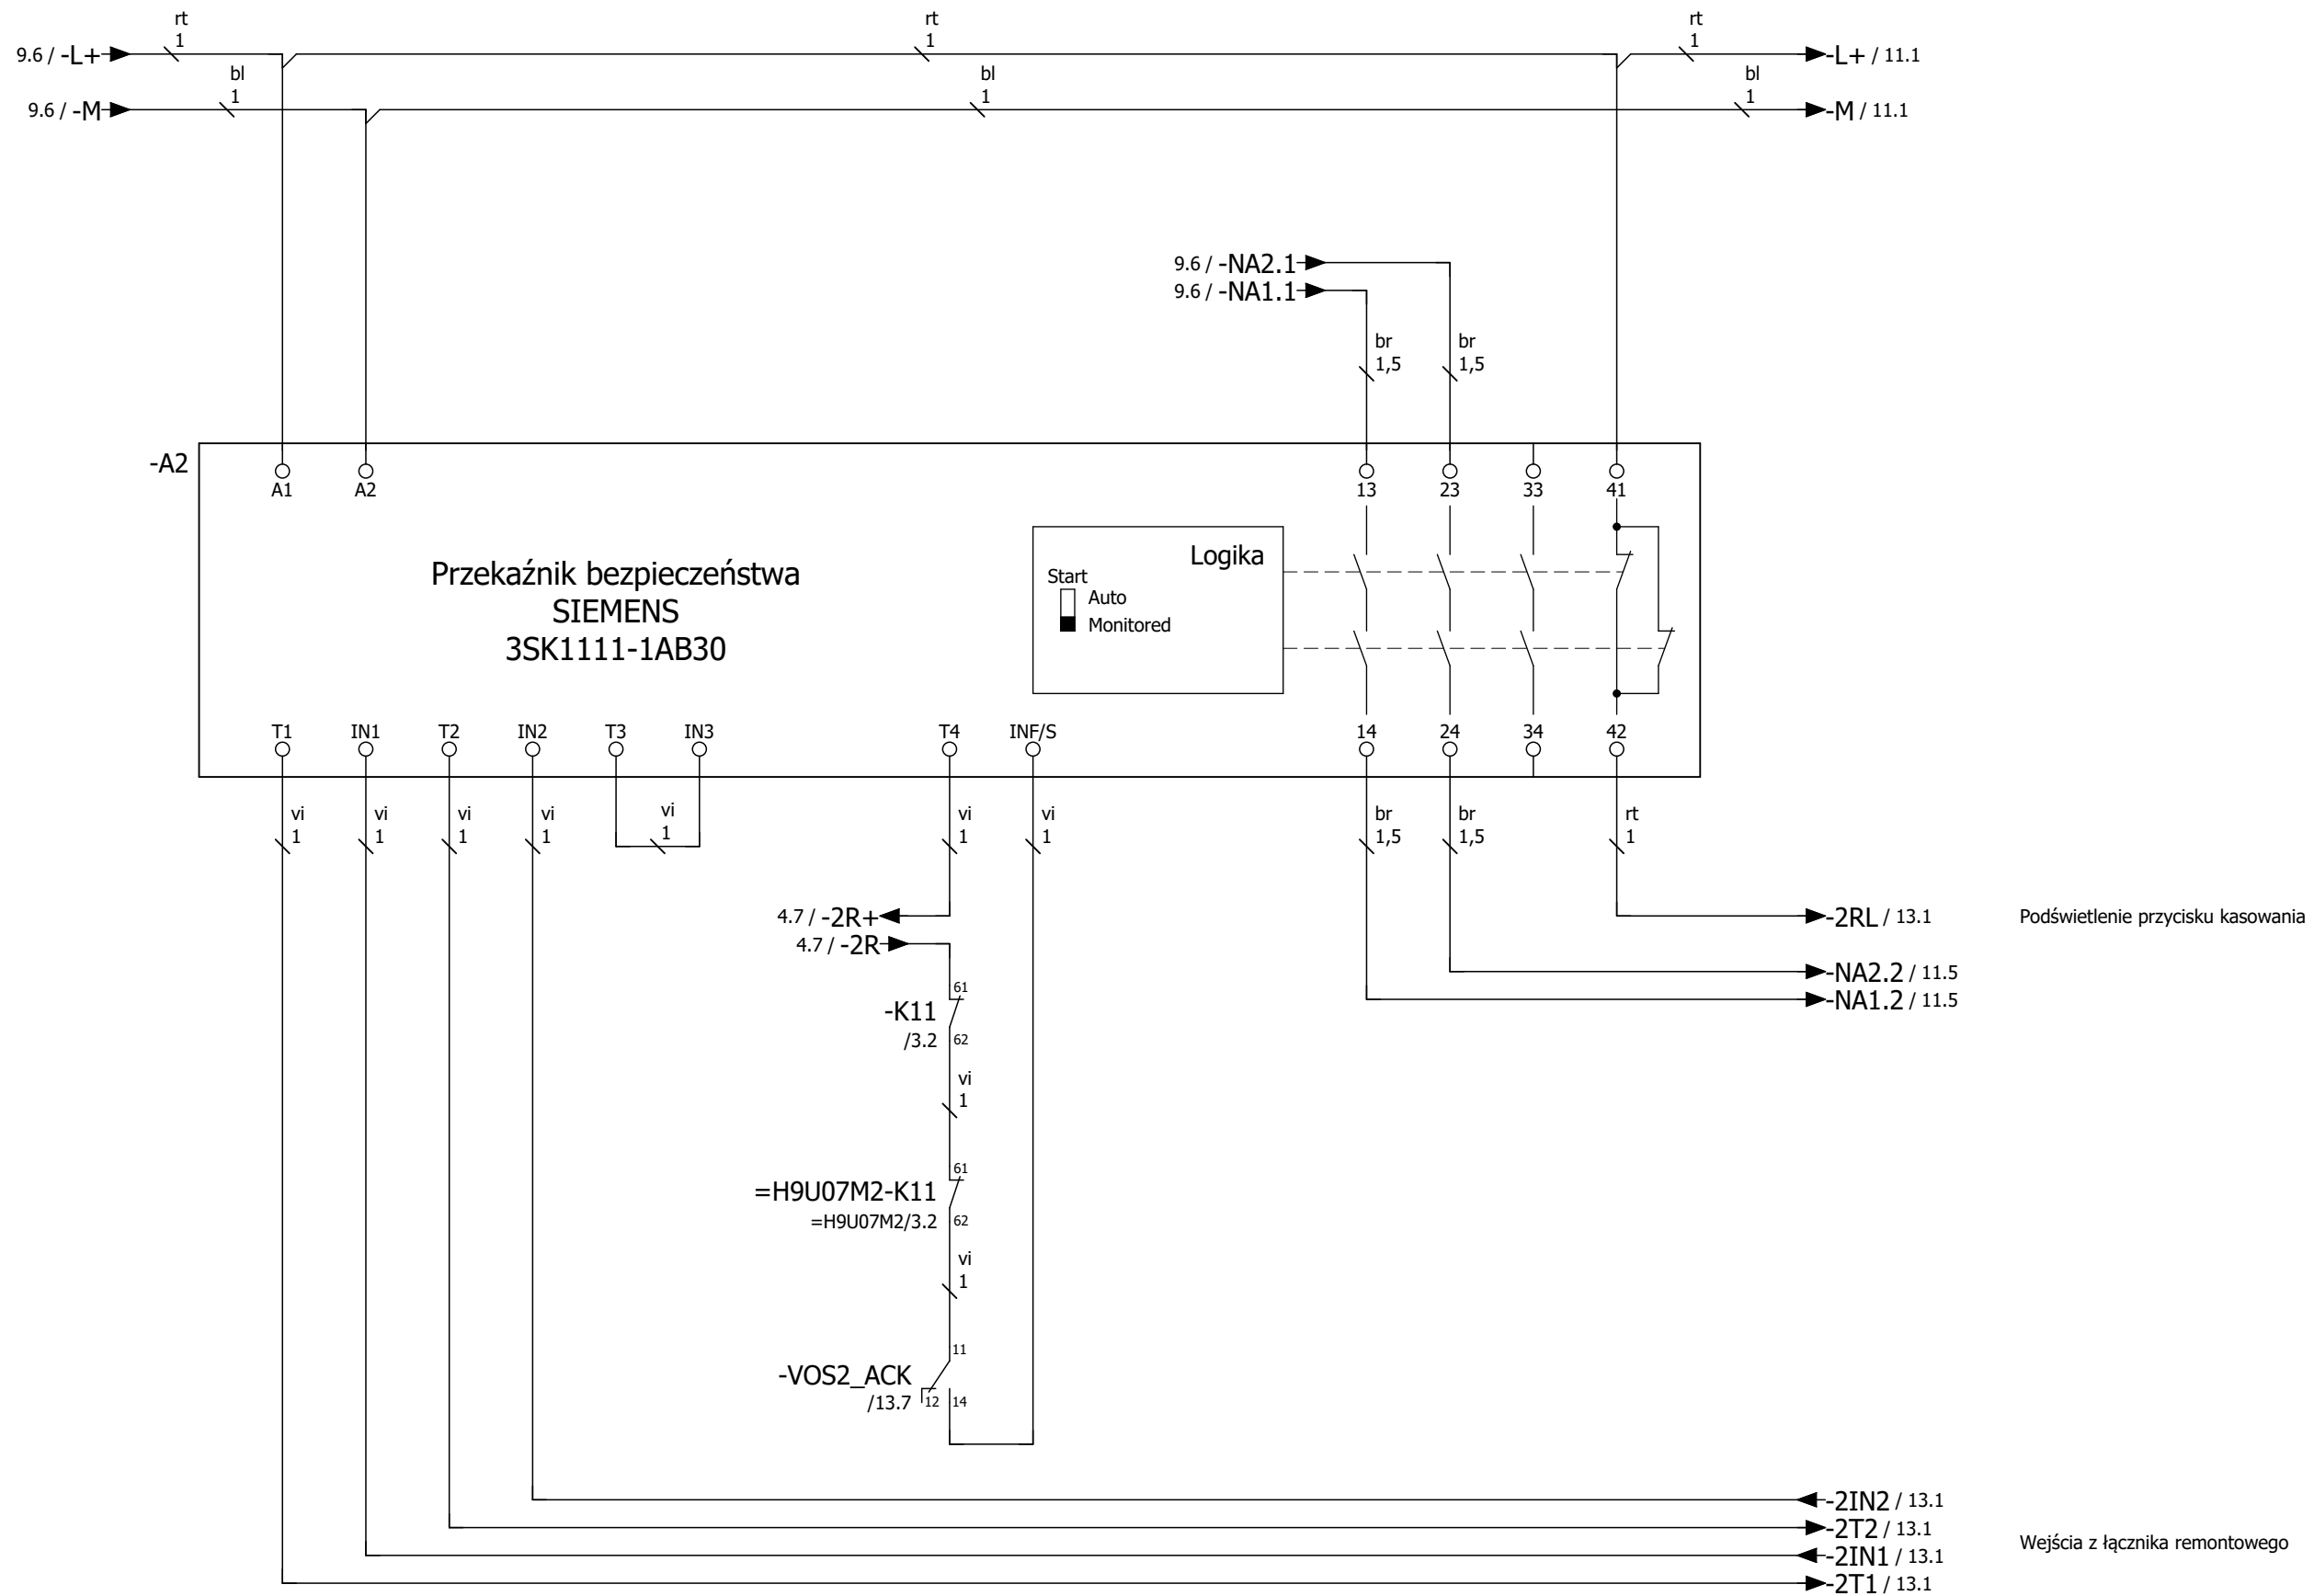 rt
1
rt
1
rt
1
9.6 / -L+
-L+ / 11.1
bl
1
bl
1
bl
1
9.6 / -M
-M / 11.1
9.6 / -NA2.1
9.6 / -NA1.1
br
1,5
br
1,5
-A2
A1
A2
13
23
33
41
Przekaźnik bezpieczeństwa
SIEMENS
3SK1111-1AB30
Logika
Start
Auto
Monitored
T1
IN1
T2
IN2
T3
IN3
T4
INF/S
14
24
34
42
vi
1
vi
1
vi
1
vi
1
vi
1
vi
1
vi
1
br
1,5
br
1,5
rt
1
4.7 / -2R+
4.7 / -2R
-2RL / 13.1
Podświetlenie przycisku kasowania
-NA2.2 / 11.5
-NA1.2 / 11.5
61
-K11
/3.2
62
vi
1
61
=H9U07M2-K11
=H9U07M2/3.2
62
vi
1
11
-VOS2_ACK
/13.7
12
14
-2IN2 / 13.1
-2T2 / 13.1
Wejścia z łącznika remontowego
-2IN1 / 13.1
-2T1 / 13.1